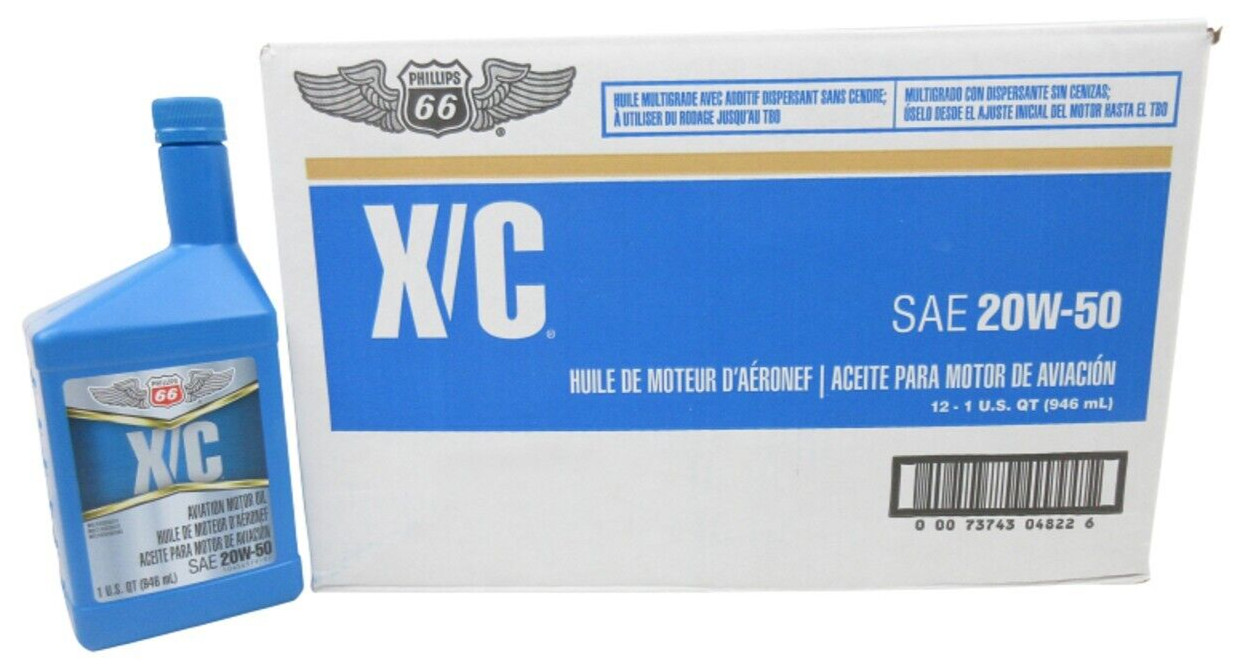 PHILLIPS
66
®
HUILE MULTIGRADE AVEC ADDITIF DISPERSANT SANS CENDRE;
À UTILISER DU RODAGE JUSQU'AU TBO
MULTIGRADO CON DISPERSANTE SIN CENIZAS;
ÚSELO DESDE EL AJUSTE INICIAL DEL MOTOR HASTA EL TBO
X/C®
SAE 20W-50
HUILE DE MOTEUR D'AÉRONEF | ACEITE PARA MOTOR DE AVIACIÓN
12 - 1 U.S. QT (946 mL)
0 00 73743 04822 6
PHILLIPS
66
X/C
AVIATION MOTOR OIL
HUILE DE MOTEUR D'AÉRONEF
ACEITE PARA MOTOR DE AVIACIÓN
SAE 20W-50
1 U.S. QT (946 mL)